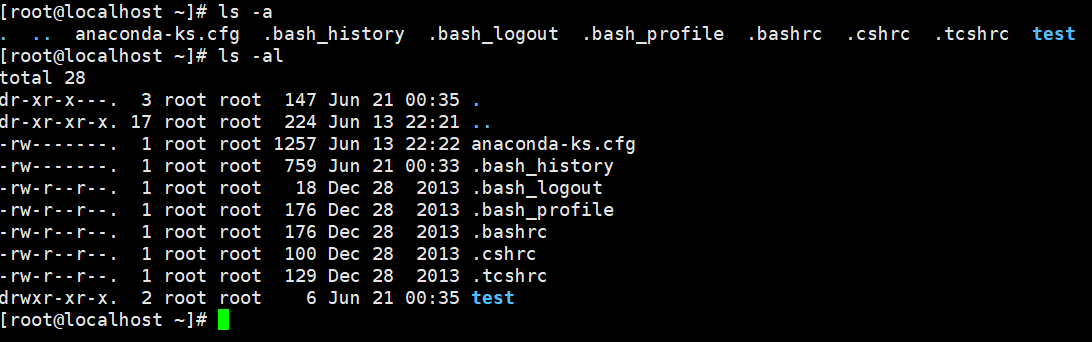 [root@localhost ~]# ls -a
.  ..  anaconda-ks.cfg  .bash_history  .bash_logout  .bash_profile  .bashrc  .cshrc  .tcshrc  test
[root@localhost ~]# ls -al
total 28
dr-xr-x---.  3 root root  147 Jun 21 00:35 .
dr-xr-xr-x. 17 root root  224 Jun 13 22:21 ..
-rw-------.  1 root root 1257 Jun 13 22:22 anaconda-ks.cfg
-rw-------.  1 root root  759 Jun 21 00:33 .bash_history
-rw-r--r--.  1 root root   18 Dec 28  2013 .bash_logout
-rw-r--r--.  1 root root  176 Dec 28  2013 .bash_profile
-rw-r--r--.  1 root root  176 Dec 28  2013 .bashrc
-rw-r--r--.  1 root root  100 Dec 28  2013 .cshrc
-rw-r--r--.  1 root root  129 Dec 28  2013 .tcshrc
drwxr-xr-x.  2 root root    6 Jun 21 00:35 test
[root@localhost ~]#